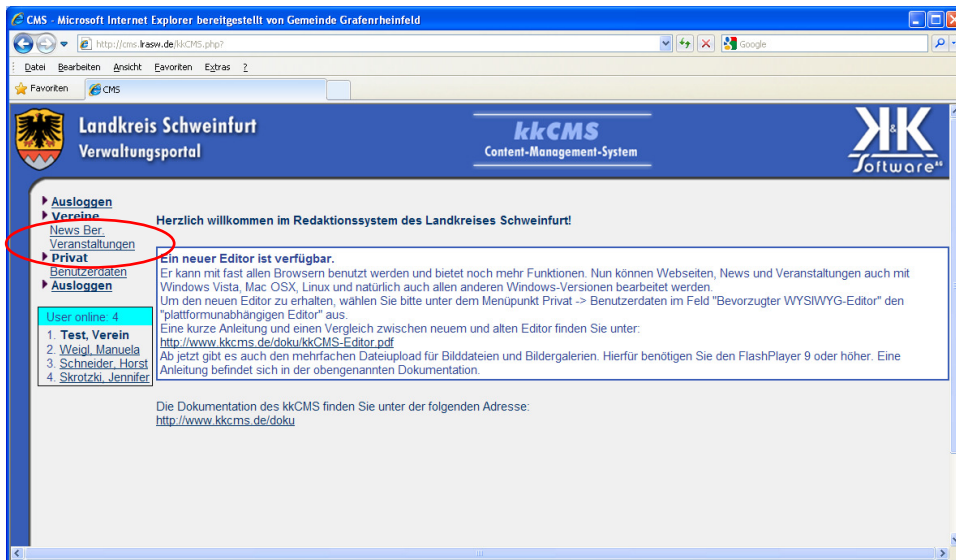 CMS - Microsoft Internet Explorer bereitgestellt von Gemeinde Grafenrheinfeld
http://cms.lrasw.de/kkCMS.php?
Google
Datei Bearbeiten Ansicht Favoriten Extras ?
Favoriten
CMS
Landkreis Schweinfurt
Verwaltungsportal
kkCMS
Content-Management-System
K&K
Software
Ausloggen
Vereine
News Ber.
Veranstaltungen
Privat
Benutzerdaten
Ausloggen
User online: 4
1. Test, Verein
2. Weigl, Manuela
3. Schneider, Horst
4. Skrotzki, Jennifer
Herzlich willkommen im Redaktionssystem des Landkreises Schweinfurt!
Ein neuer Editor ist verfügbar.
Er kann mit fast allen Browsern benutzt werden und bietet noch mehr Funktionen. Nun können Webseiten, News und Veranstaltungen auch mit
Windows Vista, Mac OSX, Linux und natürlich auch allen anderen Windows-Versionen bearbeitet werden.
Um den neuen Editor zu erhalten, wählen Sie bitte unter dem Menüpunkt Privat -> Benutzerdaten im Feld "Bevorzugter WYSIWYG-Editor" den
"plattformunabhängigen Editor" aus.
Eine kurze Anleitung und einen Vergleich zwischen neuem und alten Editor finden Sie unter:
http://www.kkcms.de/doku/kkCMS-Editor.pdf
Ab jetzt gibt es auch den mehrfachen Dateiupload für Bilddateien und Bildergalerien. Hierfür benötigen Sie den FlashPlayer 9 oder höher. Eine
Anleitung befindet sich in der obengenannten Dokumentation.
Die Dokumentation des kkCMS finden Sie unter der folgenden Adresse:
http://www.kkcms.de/doku